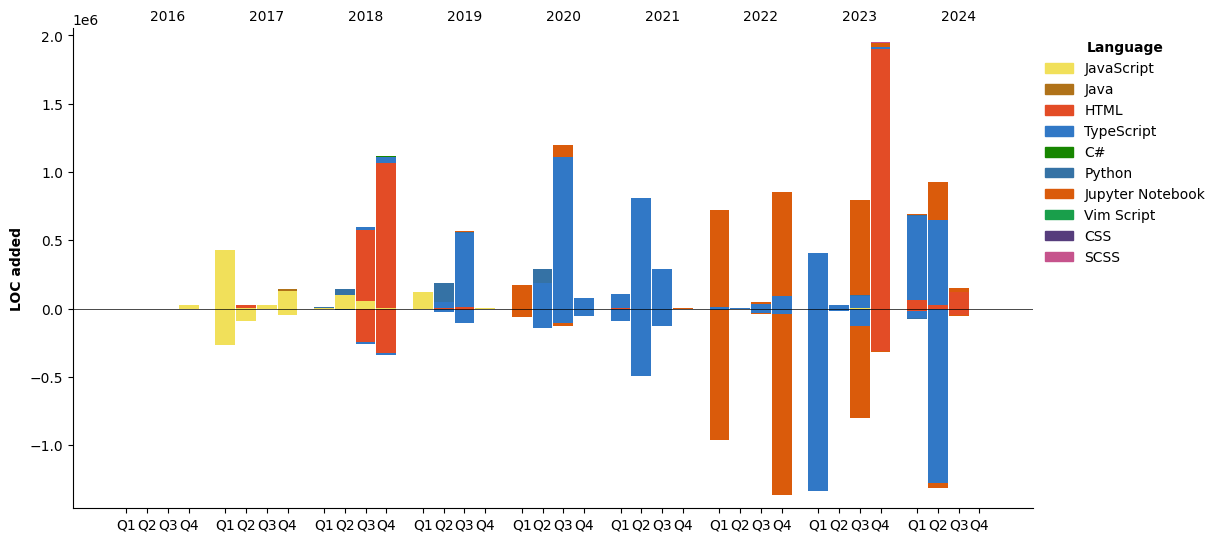 1e6
2016 2017 2018 2019 2020 2021 2022 2023 2024
2.0
1.5
1.0
0.5
0.0
−0.5
−1.0
LOC added
Q1 Q2 Q3 Q4 Q1 Q2 Q3 Q4 Q1 Q2 Q3 Q4 Q1 Q2 Q3 Q4 Q1 Q2 Q3 Q4 Q1 Q2 Q3 Q4 Q1 Q2 Q3 Q4 Q1 Q2 Q3 Q4 Q1 Q2 Q3 Q4
Language
JavaScript
Java
HTML
TypeScript
C#
Python
Jupyter Notebook
Vim Script
CSS
SCSS